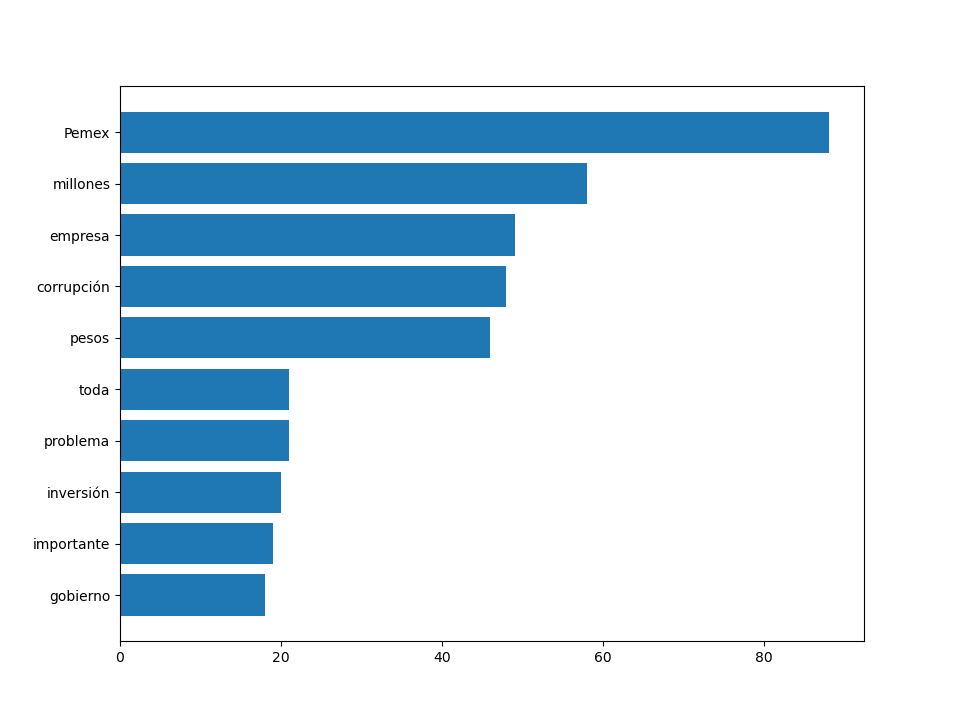 Pemex
millones
empresa
corrupción
pesos
toda
problema
inversión
importante
gobierno
0 20 40 60 80